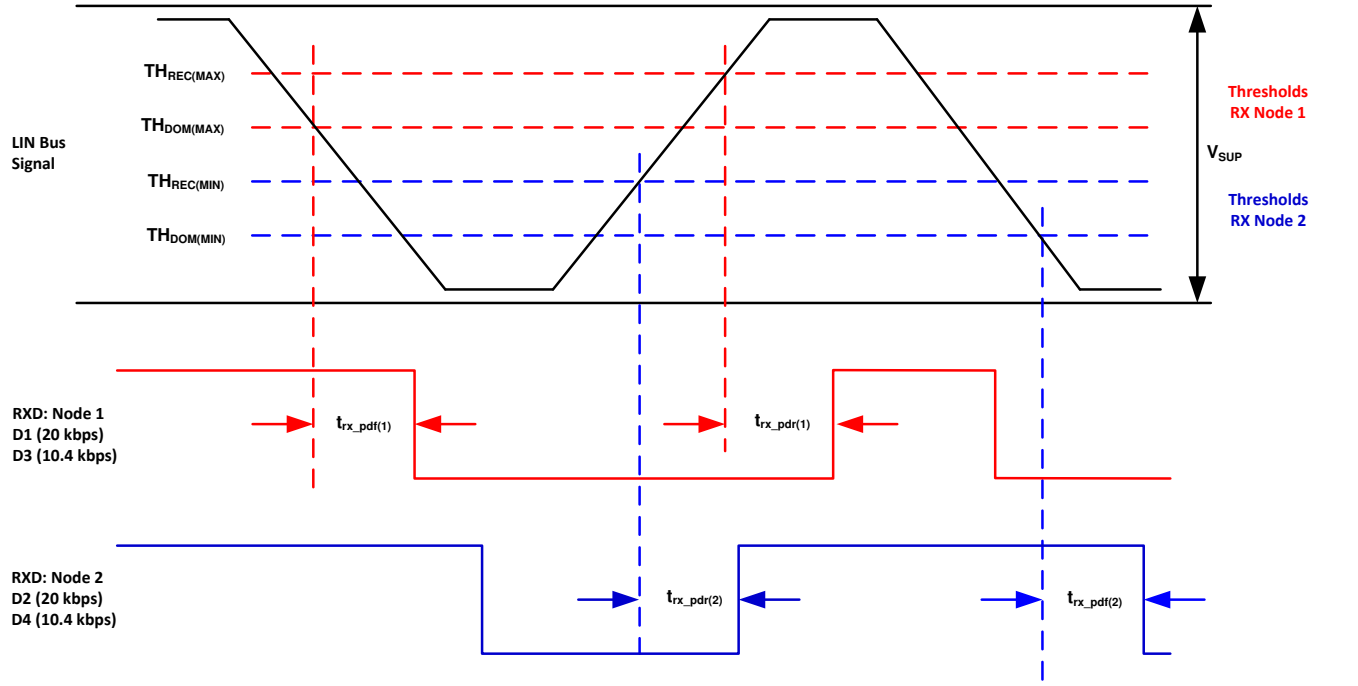 TH_REC(MAX)
Thresholds
RX Node 1
TH_DOM(MAX)
LIN Bus
Signal
V_SUP
TH_REC(MIN)
Thresholds
RX Node 2
TH_DOM(MIN)
RXD: Node 1
D1 (20 kbps)
D3 (10.4 kbps)
t_rx_pdf(1)
t_rx_pdr(1)
RXD: Node 2
D2 (20 kbps)
D4 (10.4 kbps)
t_rx_pdr(2)
t_rx_pdf(2)